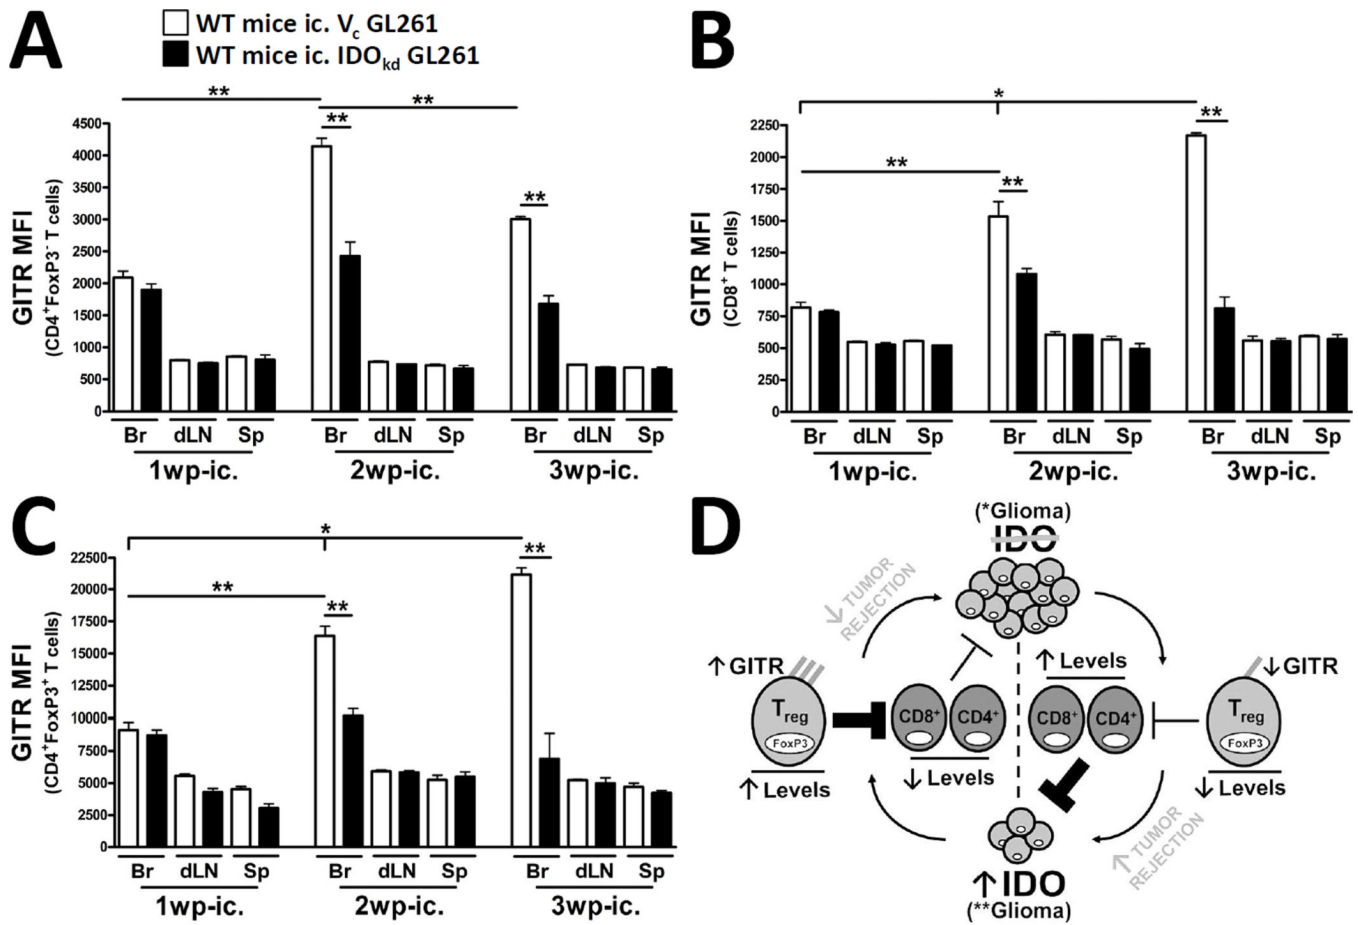 A
WT mice ic. Vc GL261
WT mice ic. IDOkd GL261
** ** ** **
GITR MFI
(CD4+FoxP3- T cells)
4500
4000
3500
3000
2500
2000
1500
1000
500
0
Br dLN Sp Br dLN Sp Br dLN Sp
1wp-ic. 2wp-ic. 3wp-ic.
B
* ** ** **
GITR MFI
(CD8+ T cells)
2250
2000
1750
1500
1250
1000
750
500
250
0
Br dLN Sp Br dLN Sp Br dLN Sp
1wp-ic. 2wp-ic. 3wp-ic.
C
* ** ** **
GITR MFI
(CD4+FoxP3+ T cells)
22500
20000
17500
15000
12500
10000
7500
5000
2500
0
Br dLN Sp Br dLN Sp Br dLN Sp
1wp-ic. 2wp-ic. 3wp-ic.
D
(*Glioma)
IDO
↓ TUMOR
REJECTION
↑ GITR
Treg
FoxP3
↑ Levels
CD8+ CD4+
↓ Levels
↑ Levels
CD8+ CD4+
↓ GITR
Treg
FoxP3
↓ Levels
↑ TUMOR
REJECTION
↑ IDO
(**Glioma)